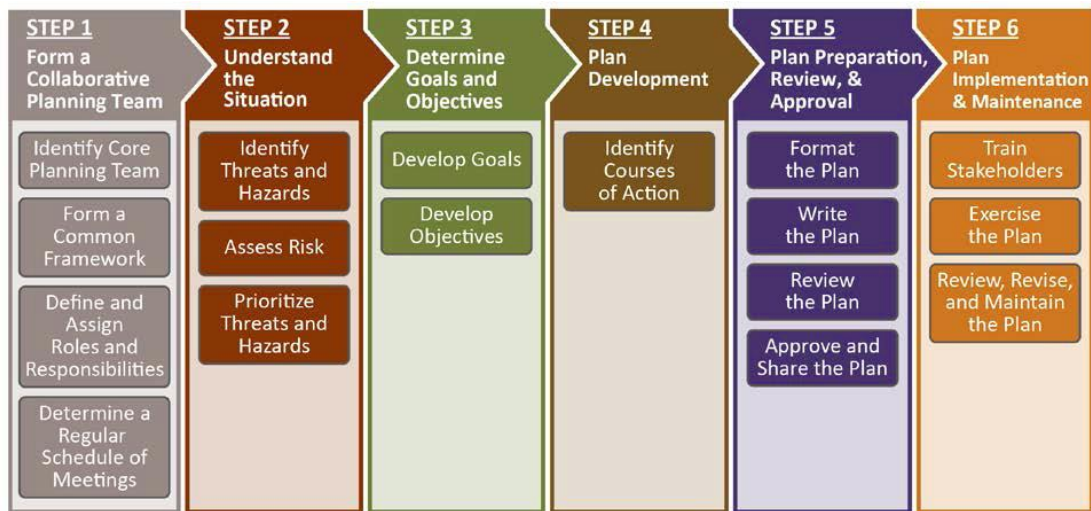 STEP 1
Form a
Collaborative
Planning Team
Identify Core
Planning Team
Form a
Common
Framework
Define and
Assign
Roles and
Responsibilities
Determine a
Regular
Schedule of
Meetings
STEP 2
Understand
the
Situation
Identify
Threats and
Hazards
Assess Risk
Prioritize
Threats and
Hazards
STEP 3
Determine
Goals and
Objectives
Develop Goals
Develop
Objectives
STEP 4
Plan
Development
Identify
Courses
of Action
STEP 5
Plan Preparation,
Review, &
Approval
Format
the Plan
Write
the Plan
Review
the Plan
Approve and
Share the Plan
STEP 6
Plan
Implementation
& Maintenance
Train
Stakeholders
Exercise
the Plan
Review, Revise,
and Maintain
the Plan